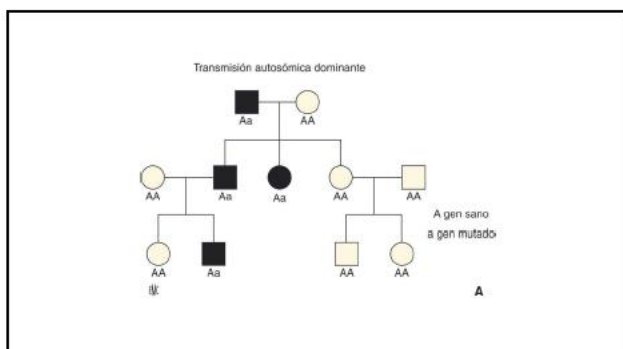 Transmisión autosómica dominante
Aa AA
AA Aa Aa AA AA
A gen sano
a gen mutado
AA Aa AA AA
A